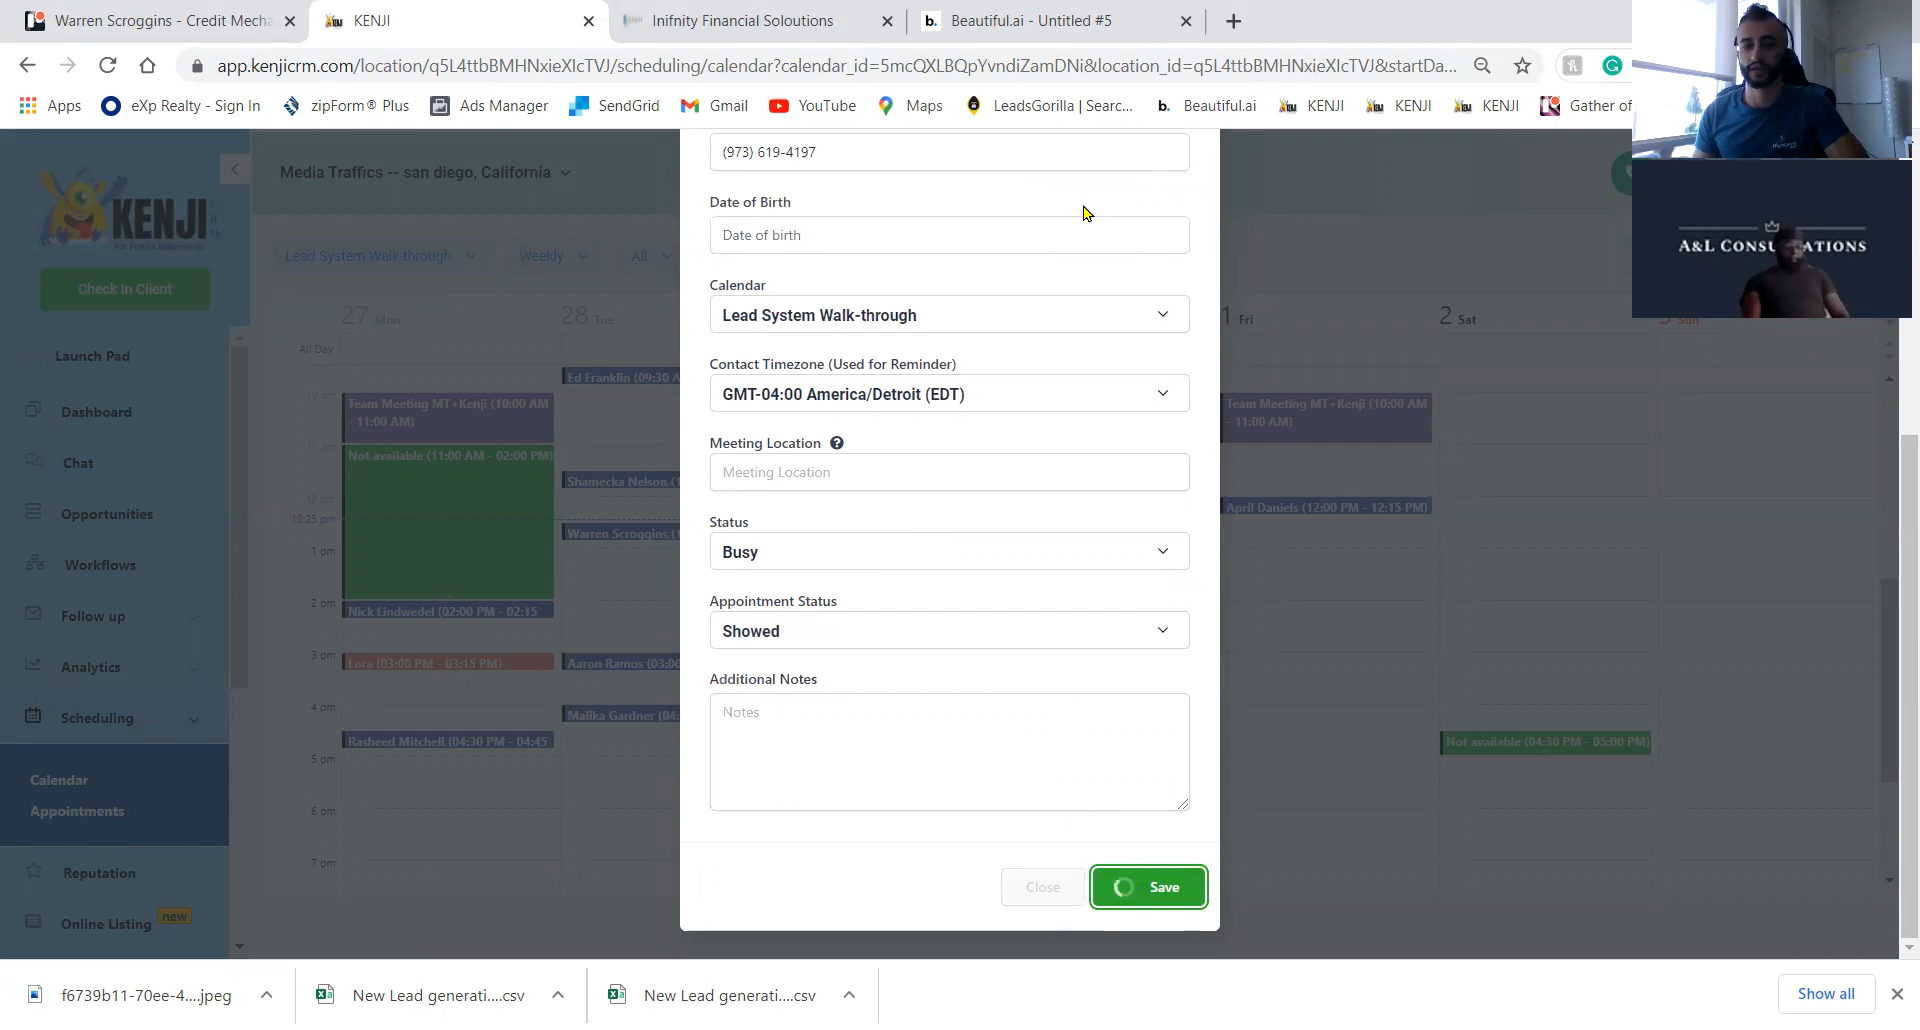 Warren Scroggins - Credit Mecha
KENJI
Inifnity Financial Soloutions
b. Beautiful.ai - Untitled #5
app.kenjicrm.com/location/q5L4ttbBMHNxieXIcTVJ/scheduling/calendar?calendar_id=5mcQXLBQpYvndiZamDNi&location_id=q5L4ttbBMHNxieXIcTVJ&startDa...
Apps
eXp Realty - Sign In
zipForm® Plus
Ads Manager
SendGrid
Gmail
YouTube
Maps
LeadsGorilla | Searc...
b. Beautiful.ai
KENJI
KENJI
KENJI
Gather of
A&L CONSU ATIONS
KENJI
For Future Millionaires
Check In Client
Launch Pad
Dashboard
Chat
Opportunities
Workflows
Follow up
Analytics
Scheduling
Calendar
Appointments
Reputation
Online Listing new
Media Traffics -- san diego, California
Lead System Walk-through
Weekly
All
27 Mon
28 Tue
1 Fri
2 Sat
3 Sun
All Day
10 am
11 am
12 pm
12:25 pm
1 pm
2 pm
3 pm
4 pm
5 pm
6 pm
7 pm
Team Meeting MT+Kenji (10:00 AM
- 11:00 AM)
Not available (11:00 AM - 02:00 PM)
Nick Lindwedel (02:00 PM - 02:15
Lora (03:00 PM - 03:15 PM)
Rasheed Mitchell (04:30 PM - 04:45
Ed Franklin (09:30 A
Shamecka Nelson (1
Warren Scroggins (1
Aaron Ramos (03:00
Malika Gardner (04:
Team Meeting MT+Kenji (10:00 AM
- 11:00 AM)
April Daniels (12:00 PM - 12:15 PM)
Not available (04:30 PM - 05:00 PM)
(973) 619-4197
Date of Birth
Date of birth
Calendar
Lead System Walk-through
Contact Timezone (Used for Reminder)
GMT-04:00 America/Detroit (EDT)
Meeting Location
Meeting Location
Status
Busy
Appointment Status
Showed
Additional Notes
Notes
Close
Save
f6739b11-70ee-4....jpeg
New Lead generati....csv
New Lead generati....csv
Show all